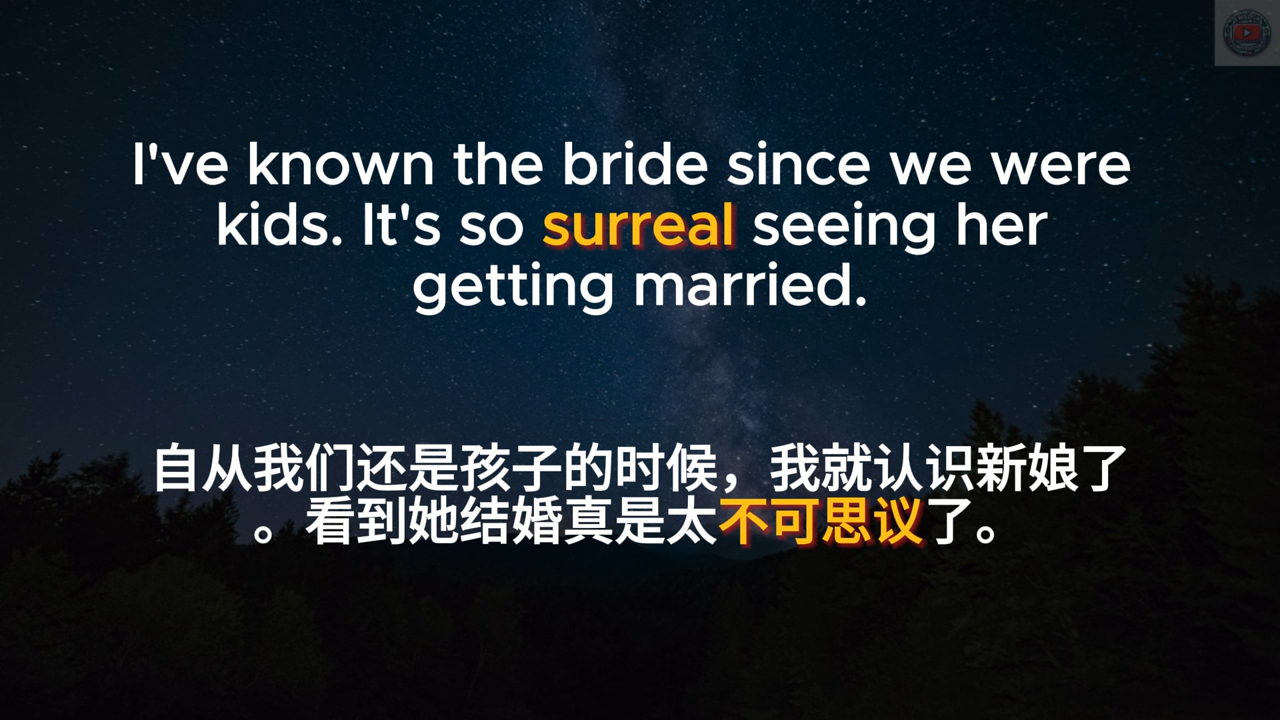 I've known the bride since we were
kids. It's so surreal seeing her
getting married.
自从我们还是孩子的时候，我就认识新娘了
。看到她结婚真是太不可思议了。